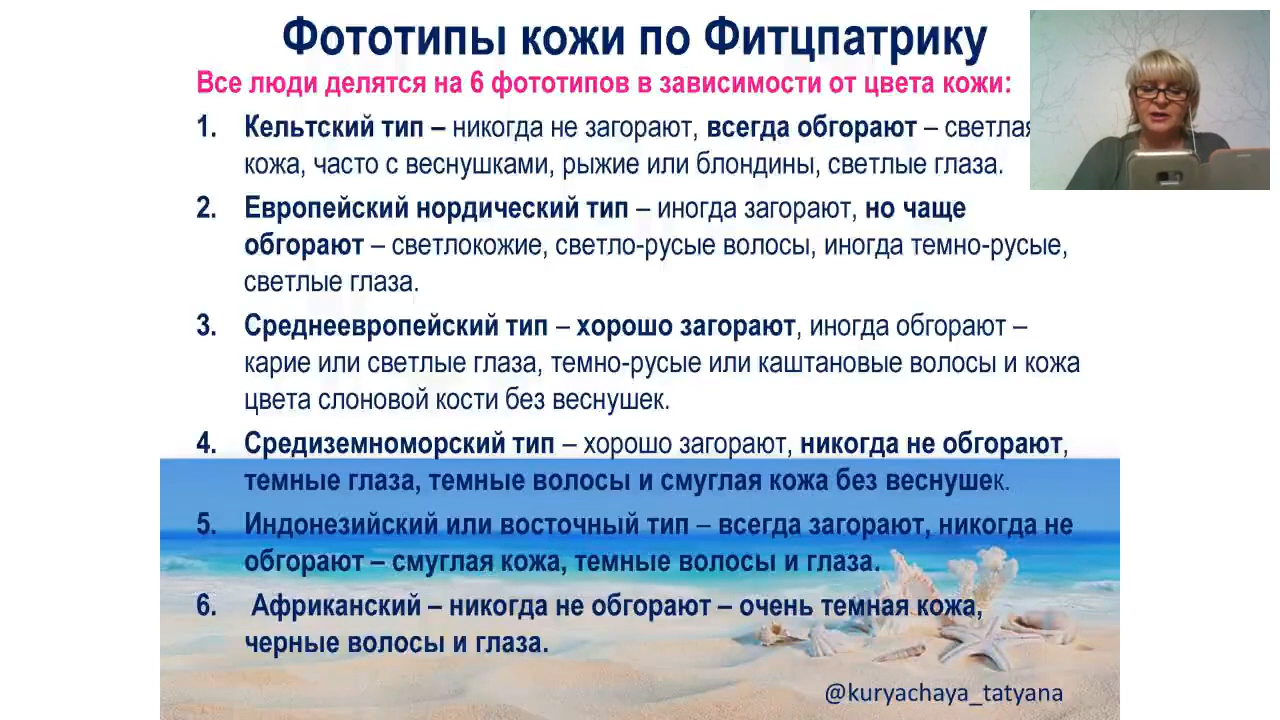 Фототипы кожи по Фитцпатрику
Все люди делятся на 6 фототипов в зависимости от цвета кожи:
1. Кельтский тип – никогда не загорают, всегда обгорают – светлая
кожа, часто с веснушками, рыжие или блондины, светлые глаза.
2. Европейский нордический тип – иногда загорают, но чаще
обгорают – светлокожие, светло-русые волосы, иногда темно-русые,
светлые глаза.
3. Среднеевропейский тип – хорошо загорают, иногда обгорают –
карие или светлые глаза, темно-русые или каштановые волосы и кожа
цвета слоновой кости без веснушек.
4. Средиземноморский тип – хорошо загорают, никогда не обгорают,
темные глаза, темные волосы и смуглая кожа без веснушек.
5. Индонезийский или восточный тип – всегда загорают, никогда не
обгорают – смуглая кожа, темные волосы и глаза.
6. Африканский – никогда не обгорают – очень темная кожа,
черные волосы и глаза.
@kuryachaya_tatyana